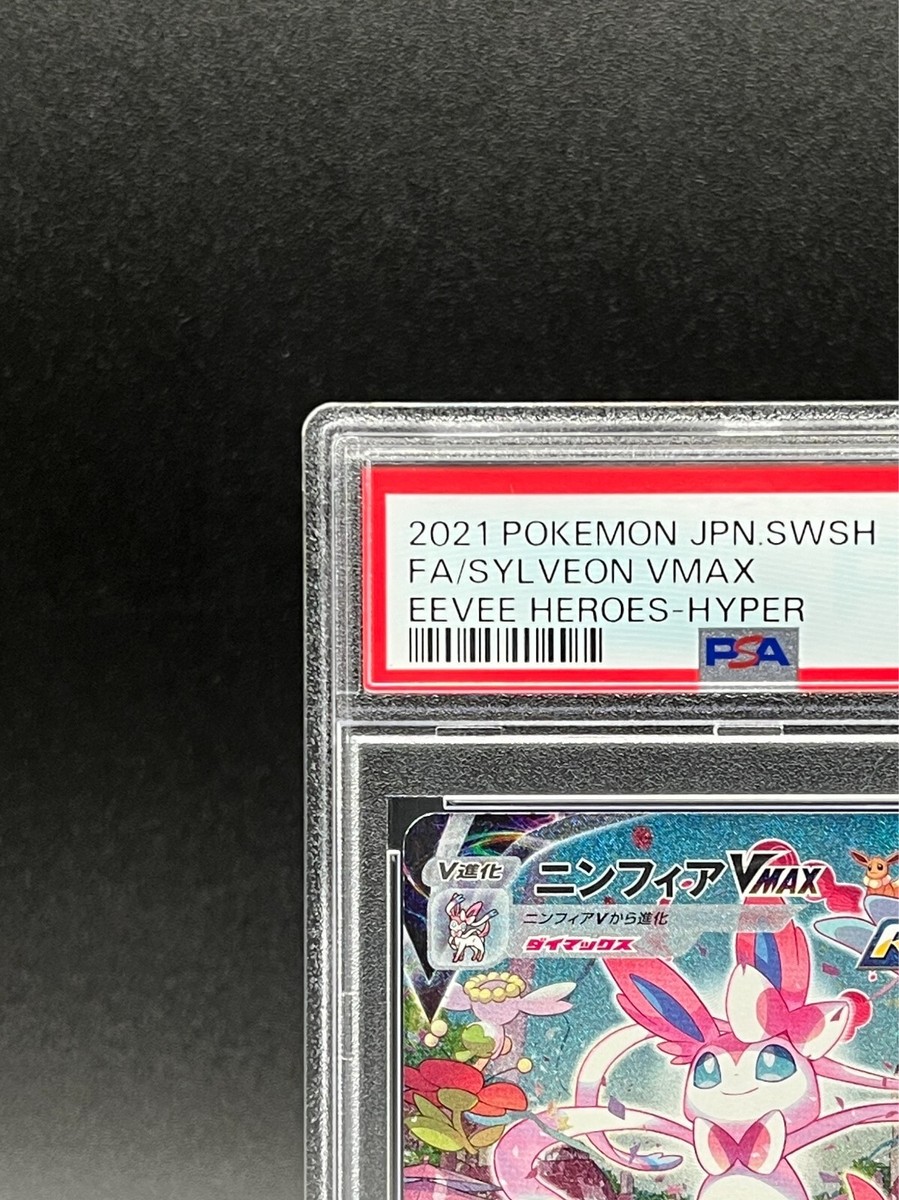 2021 POKEMON JPN.SWSH
FA/SYLVEON VMAX
EEVEE HEROES-HYPER
PSA
V進化
ニンフィアVMAX
ニンフィアVから進化
ダイマックス